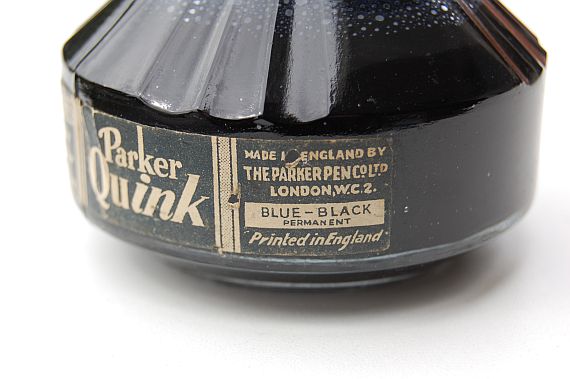 Parker
Quink
MADE IN ENGLAND BY
THE PARKER PEN CO LTD
LONDON, W.C.2.
BLUE-BLACK
PERMANENT
Printed in England